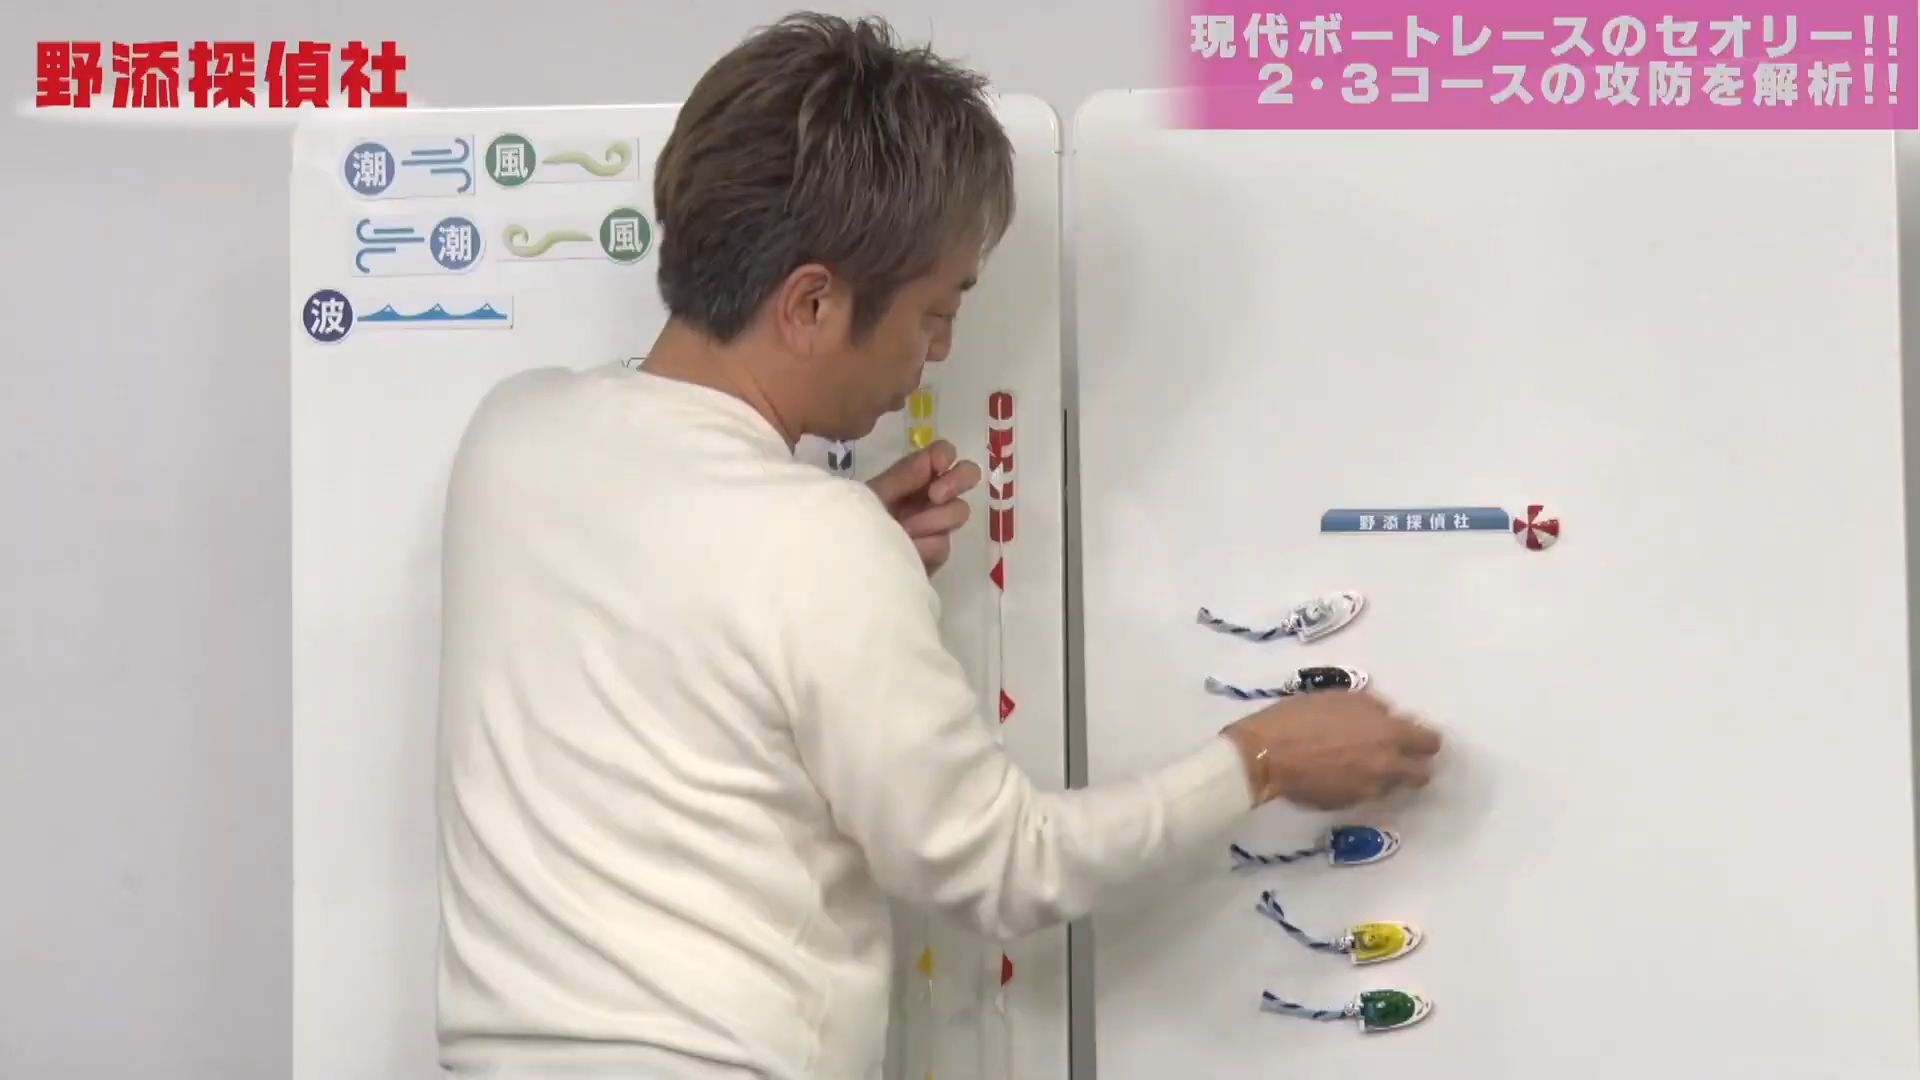 野添探偵社
現代ボートレースのセオリー!!
2・3コースの攻防を解析!!
潮
風
潮
風
波
野添探偵社